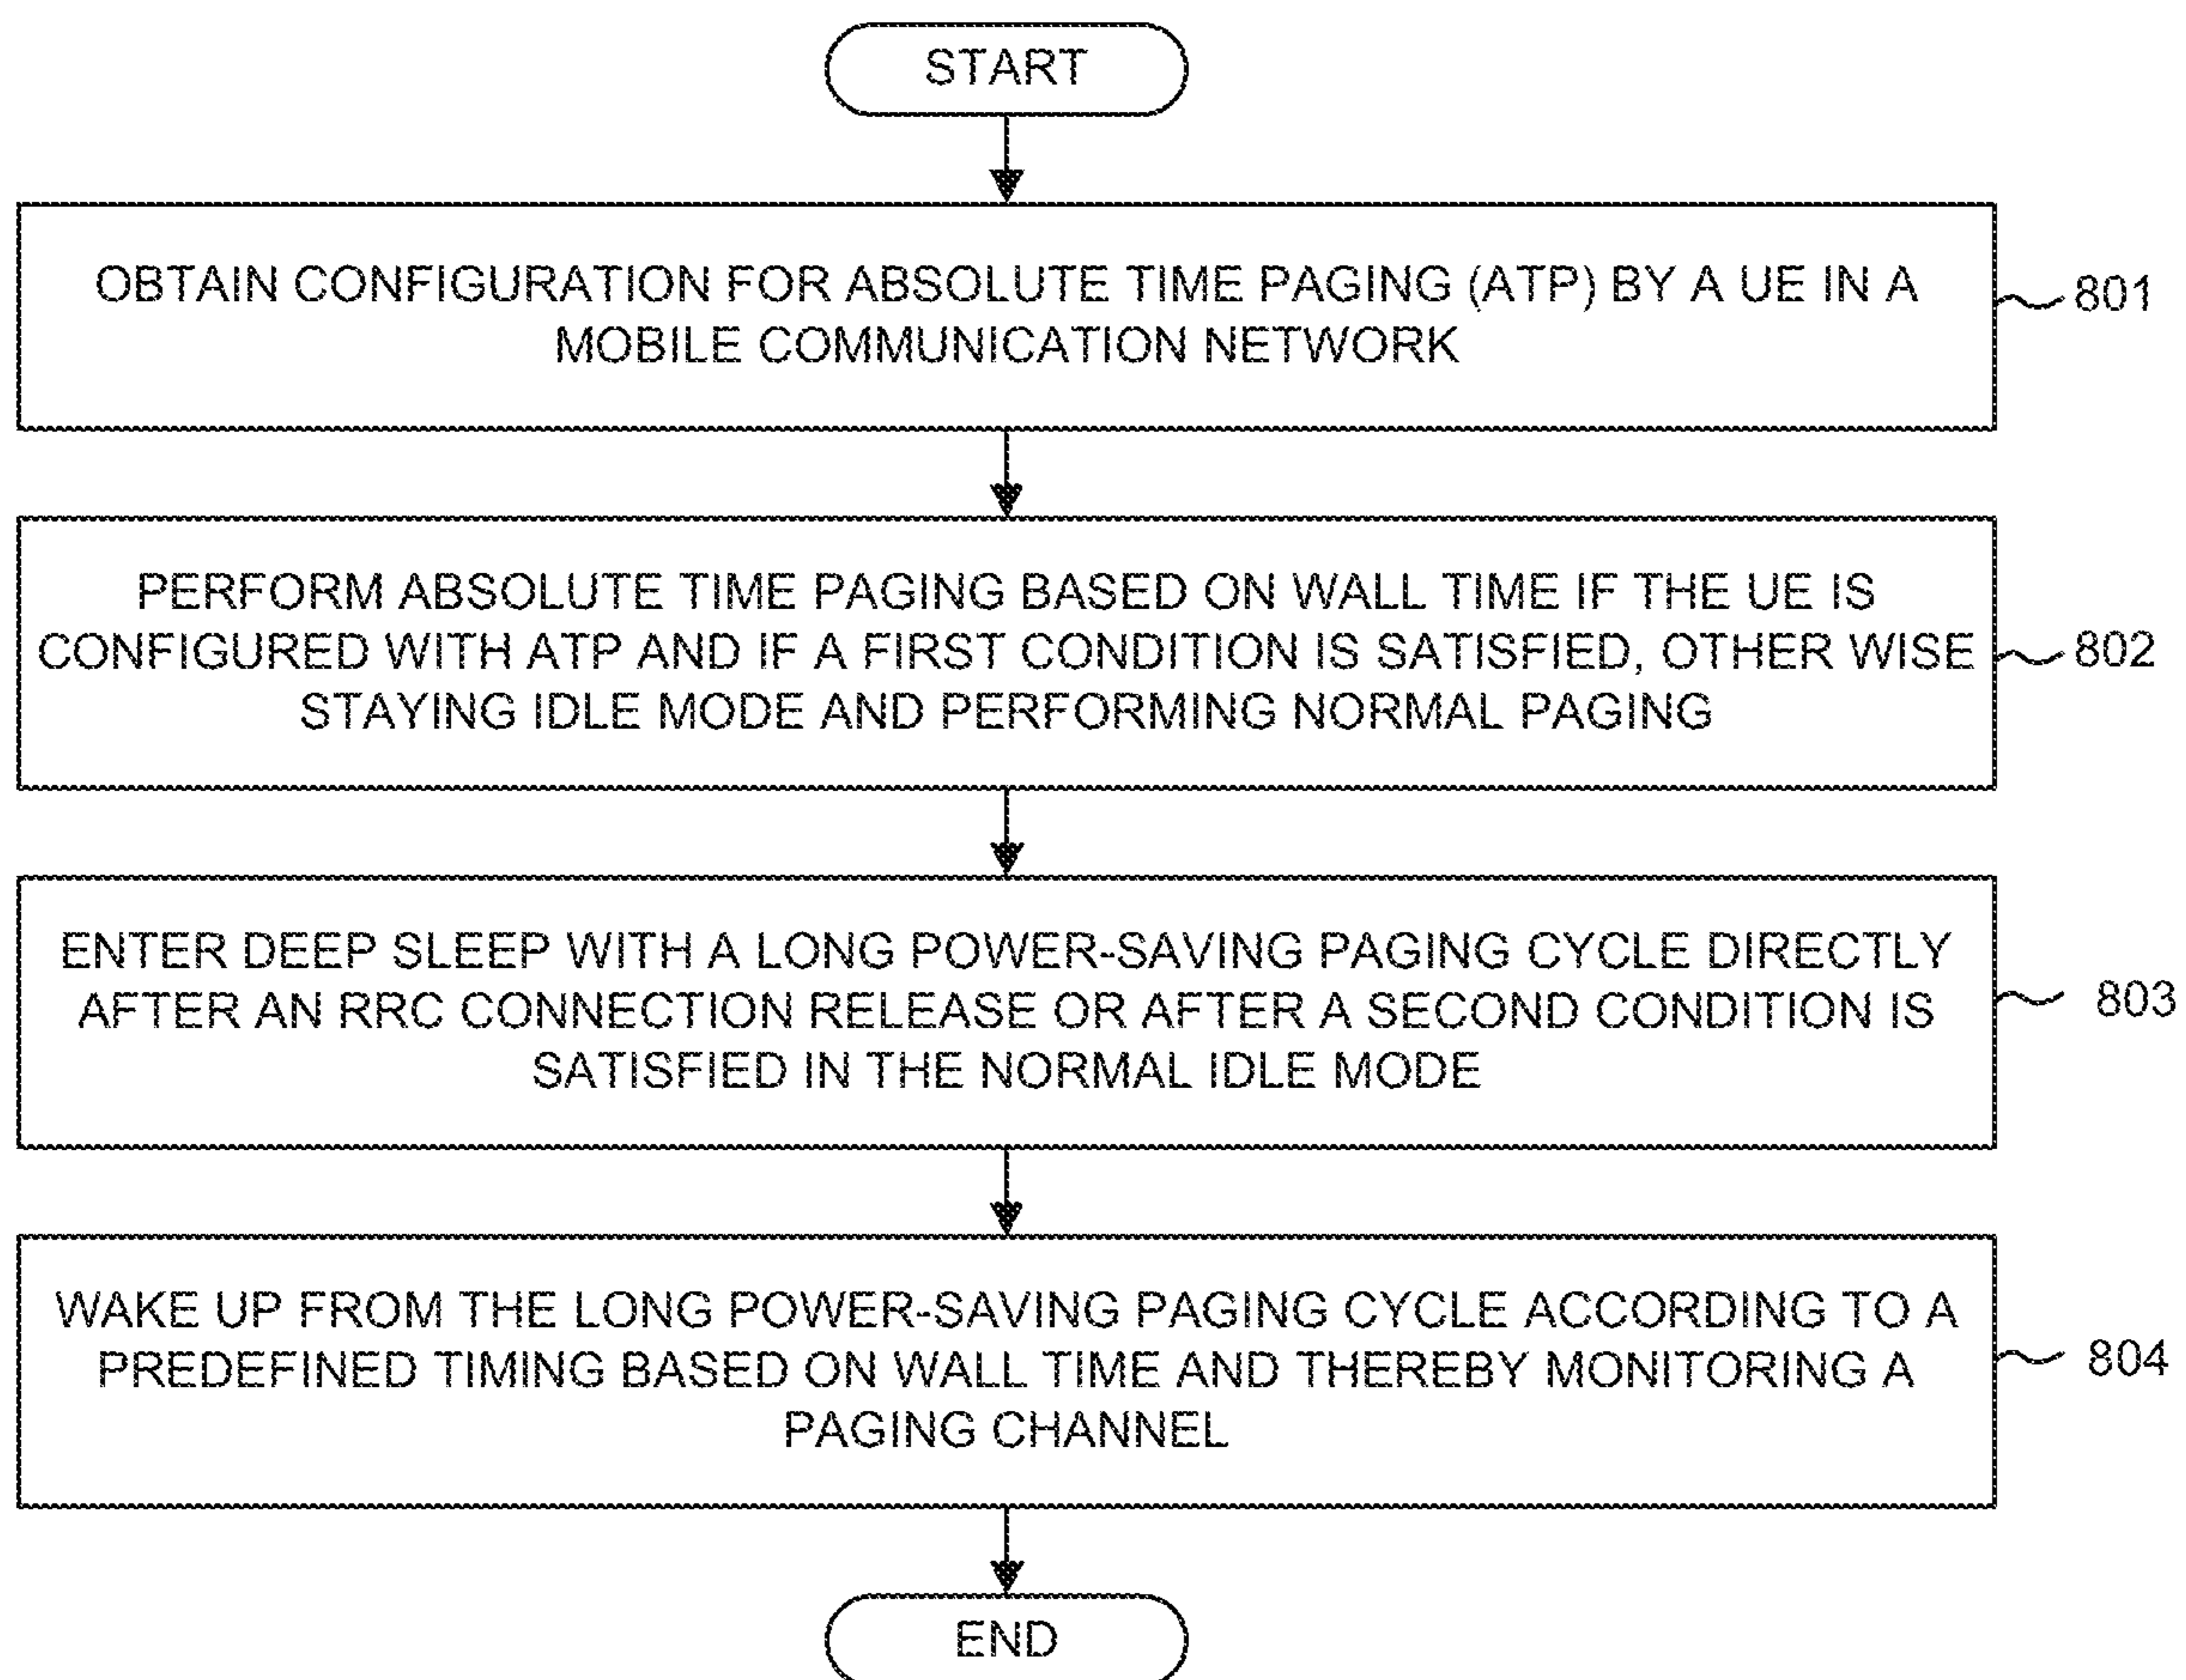 START
OBTAIN CONFIGURATION FOR ABSOLUTE TIME PAGING (ATP) BY A UE IN A
MOBILE COMMUNICATION NETWORK
801
PERFORM ABSOLUTE TIME PAGING BASED ON WALL TIME IF THE UE IS
CONFIGURED WITH ATP AND IF A FIRST CONDITION IS SATISFIED, OTHER WISE
STAYING IDLE MODE AND PERFORMING NORMAL PAGING
802
ENTER DEEP SLEEP WITH A LONG POWER-SAVING PAGING CYCLE DIRECTLY
AFTER AN RRC CONNECTION RELEASE OR AFTER A SECOND CONDITION IS
SATISFIED IN THE NORMAL IDLE MODE
803
WAKE UP FROM THE LONG POWER-SAVING PAGING CYCLE ACCORDING TO A
PREDEFINED TIMING BASED ON WALL TIME AND THEREBY MONITORING A
PAGING CHANNEL
804
END